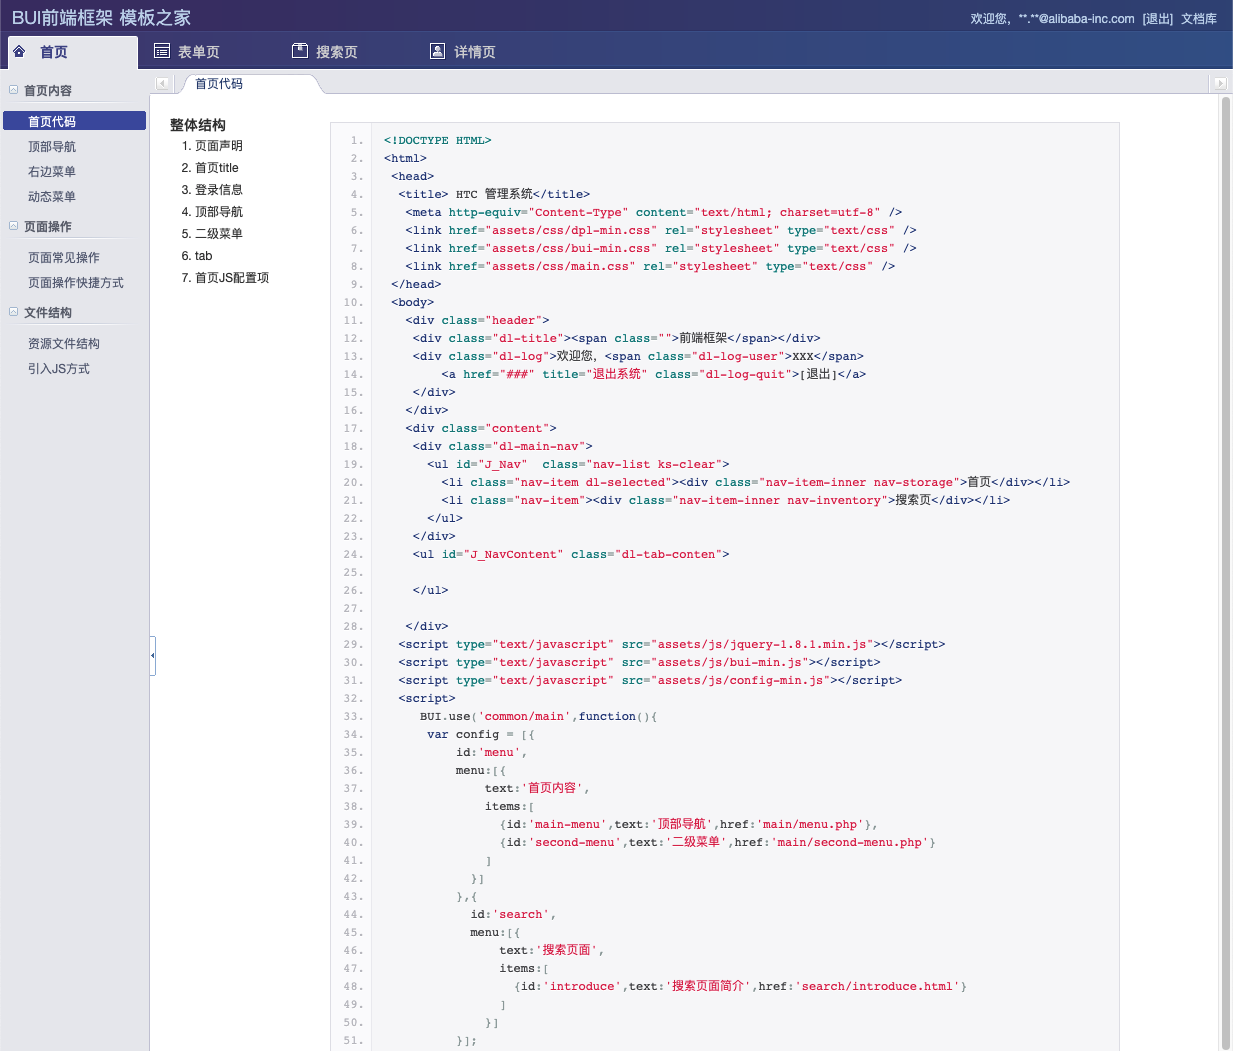 BUI前端框架 模板之家
欢迎您，**.**@alibaba-inc.com [退出] 文档库
首页 表单页 搜索页 详情页
首页内容
首页代码
顶部导航
右边菜单
动态菜单
页面操作
页面常见操作
页面操作快捷方式
文件结构
资源文件结构
引入JS方式
首页代码
整体结构
1. 页面声明
2. 首页title
3. 登录信息
4. 顶部导航
5. 二级菜单
6. tab
7. 首页JS配置项
1. <!DOCTYPE HTML>
2. <html>
3. <head>
4. <title> HTC 管理系统</title>
5. <meta http-equiv="Content-Type" content="text/html; charset=utf-8" />
6. <link href="assets/css/dpl-min.css" rel="stylesheet" type="text/css" />
7. <link href="assets/css/bui-min.css" rel="stylesheet" type="text/css" />
8. <link href="assets/css/main.css" rel="stylesheet" type="text/css" />
9. </head>
10. <body>
11. <div class="header">
12. <div class="dl-title"><span class="">前端框架</span></div>
13. <div class="dl-log">欢迎您，<span class="dl-log-user">XXX</span>
14. <a href="###" title="退出系统" class="dl-log-quit">[退出]</a>
15. </div>
16. </div>
17. <div class="content">
18. <div class="dl-main-nav">
19. <ul id="J_Nav"  class="nav-list ks-clear">
20. <li class="nav-item dl-selected"><div class="nav-item-inner nav-storage">首页</div></li>
21. <li class="nav-item"><div class="nav-item-inner nav-inventory">搜索页</div></li>
22. </ul>
23. </div>
24. <ul id="J_NavContent" class="dl-tab-conten">
25.
26. </ul>
27.
28. </div>
29. <script type="text/javascript" src="assets/js/jquery-1.8.1.min.js"></script>
30. <script type="text/javascript" src="assets/js/bui-min.js"></script>
31. <script type="text/javascript" src="assets/js/config-min.js"></script>
32. <script>
33. BUI.use('common/main',function(){
34. var config = [{
35. id:'menu',
36. menu:[{
37. text:'首页内容',
38. items:[
39. {id:'main-menu',text:'顶部导航',href:'main/menu.php'},
40. {id:'second-menu',text:'二级菜单',href:'main/second-menu.php'}
41. ]
42. }]
43. },{
44. id:'search',
45. menu:[{
46. text:'搜索页面',
47. items:[
48. {id:'introduce',text:'搜索页面简介',href:'search/introduce.html'}
49. ]
50. }]
51. }];